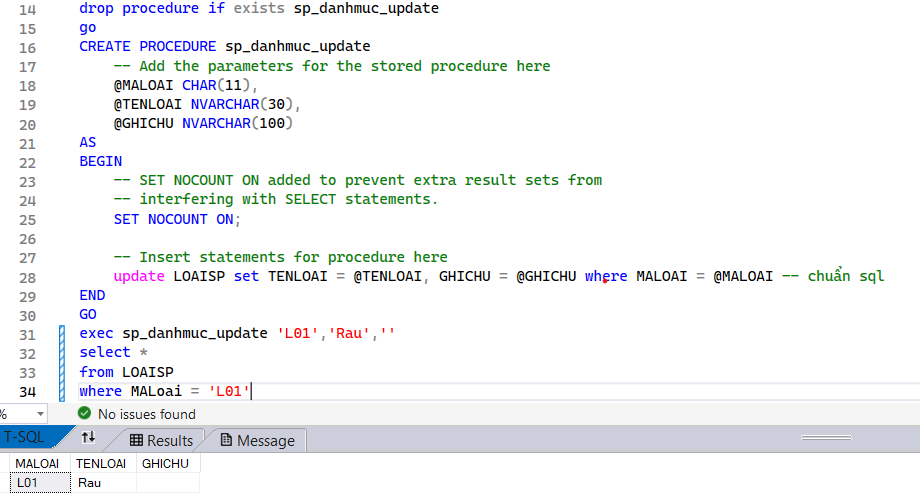 14 drop procedure if exists sp_danhmuc_update
15 go
16 CREATE PROCEDURE sp_danhmuc_update
17 -- Add the parameters for the stored procedure here
18 @MALOAI CHAR(11),
19 @TENLOAI NVARCHAR(30),
20 @GHICHU NVARCHAR(100)
21 AS
22 BEGIN
23 -- SET NOCOUNT ON added to prevent extra result sets from
24 -- interfering with SELECT statements.
25 SET NOCOUNT ON;
26
27 -- Insert statements for procedure here
28 update LOAISP set TENLOAI = @TENLOAI, GHICHU = @GHICHU where MALOAI = @MALOAI -- chuẩn sql
29 END
30 GO
31 exec sp_danhmuc_update 'L01','Rau',''
32 select *
33 from LOAISP
34 where MALoai = 'L01'
% No issues found
T-SQL Results Message
MALOAI TENLOAI GHICHU
L01 Rau